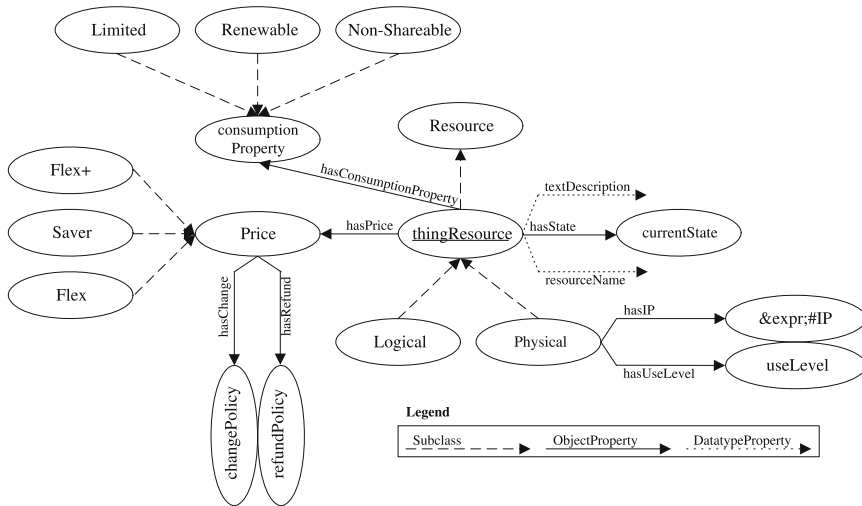 Limited
Renewable
Non-Shareable
consumption
Property
Resource
Flex+
hasConsumptionProperty
textDescription
Saver
Price
hasPrice
thingResource
hasState
currentState
Flex
resourceName
hasChange
hasRefund
Logical
Physical
hasIP
&expr;#IP
hasUseLevel
useLevel
changePolicy
refundPolicy
Legend
Subclass
ObjectProperty
DatatypeProperty